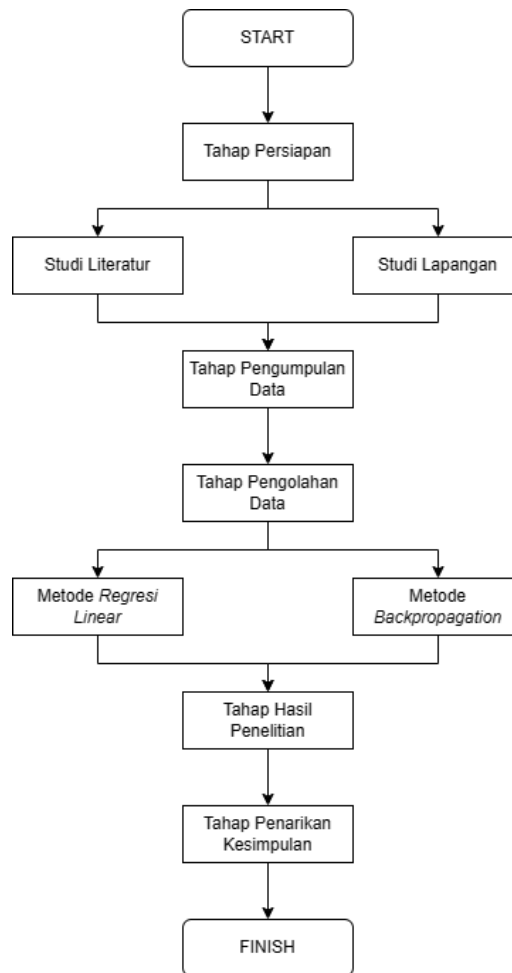 START
Tahap Persiapan
Studi Literatur
Studi Lapangan
Tahap Pengumpulan
Data
Tahap Pengolahan
Data
Metode Regresi
Linear
Metode
Backpropagation
Tahap Hasil
Penelitian
Tahap Penarikan
Kesimpulan
FINISH